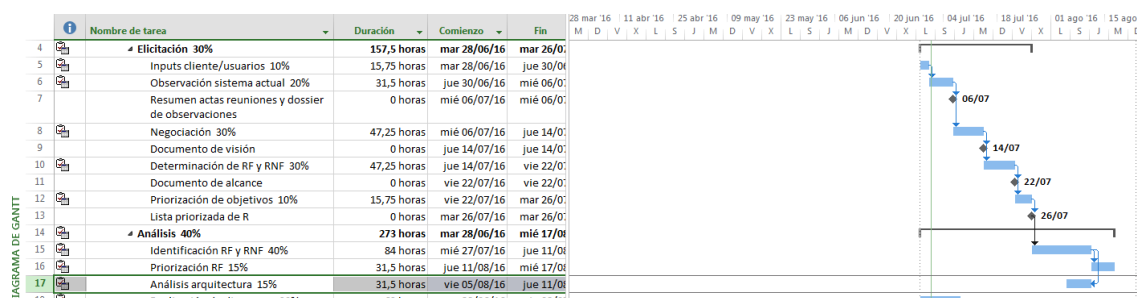 28 mar '16 11 abr '16 25 abr '16 09 may '16 23 may '16 06 jun '16 20 jun '16 04 jul '16 18 jul '16 01 ago '16 15 ago
Nombre de tarea Duración Comienzo Fin M D V X L S J M D V X L S J M D V X L S J M D V X L S J M
4 Elicitación 30% 157,5 horas mar 28/06/16 mar 26/0
5 Inputs cliente/usuarios 10% 15,75 horas mar 28/06/16 jue 30/0
6 Observación sistema actual 20% 31,5 horas jue 30/06/16 mié 06/0
7 Resumen actas reuniones y dossier 0 horas mié 06/07/16 mié 06/0 06/07
de observaciones
8 Negociación 30% 47,25 horas mié 06/07/16 jue 14/0
9 Documento de visión 0 horas jue 14/07/16 jue 14/0 14/07
10 Determinación de RF y RNF 30% 47,25 horas jue 14/07/16 vie 22/0
11 Documento de alcance 0 horas vie 22/07/16 vie 22/0 22/07
12 Priorización de objetivos 10% 15,75 horas vie 22/07/16 mar 26/0
13 Lista priorizada de R 0 horas mar 26/07/16 mar 26/0 26/07
14 Análisis 40% 273 horas mar 28/06/16 mié 17/0
15 Identificación RF y RNF 40% 84 horas mié 27/07/16 jue 11/0
16 Priorización RF 15% 31,5 horas jue 11/08/16 mié 17/0
17 Análisis arquitectura 15% 31,5 horas vie 05/08/16 jue 11/0
IAGRAMA DE GANTT